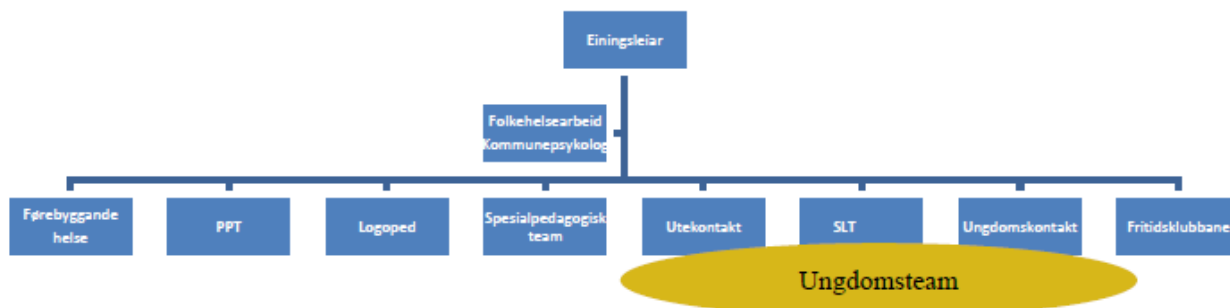 Einingsleiar
Folkehelsearbeid
Kommunepsykolog
Førebyggande
helse
PPT
Logoped
Spesialpedagogisk
team
Utekontakt
SLT
Ungdomskontakt
Fritidsklubbane
Ungdomsteam